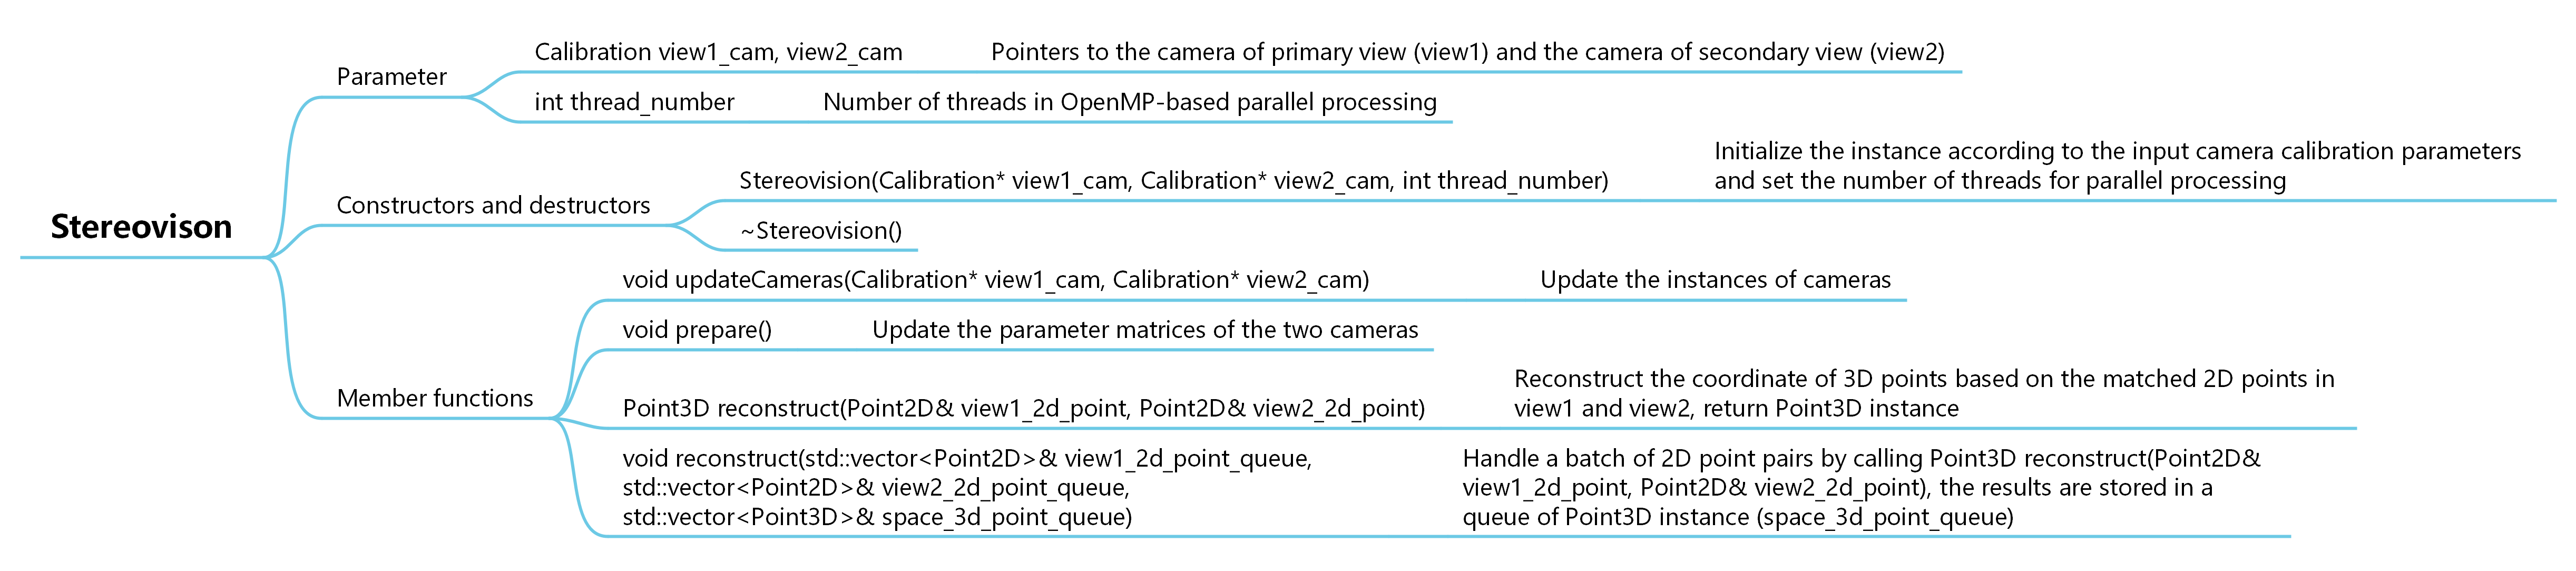 Stereovison
Parameter
Calibration view1_cam, view2_cam
Pointers to the camera of primary view (view1) and the camera of secondary view (view2)
int thread_number
Number of threads in OpenMP-based parallel processing
Constructors and destructors
Stereovision(Calibration* view1_cam, Calibration* view2_cam, int thread_number)
Initialize the instance according to the input camera calibration parameters
and set the number of threads for parallel processing
~Stereovision()
Member functions
void updateCameras(Calibration* view1_cam, Calibration* view2_cam)
Update the instances of cameras
void prepare()
Update the parameter matrices of the two cameras
Point3D reconstruct(Point2D& view1_2d_point, Point2D& view2_2d_point)
Reconstruct the coordinate of 3D points based on the matched 2D points in
view1 and view2, return Point3D instance
void reconstruct(std::vector<Point2D>& view1_2d_point_queue,
std::vector<Point2D>& view2_2d_point_queue,
std::vector<Point3D>& space_3d_point_queue)
Handle a batch of 2D point pairs by calling Point3D reconstruct(Point2D&
view1_2d_point, Point2D& view2_2d_point), the results are stored in a
queue of Point3D instance (space_3d_point_queue)